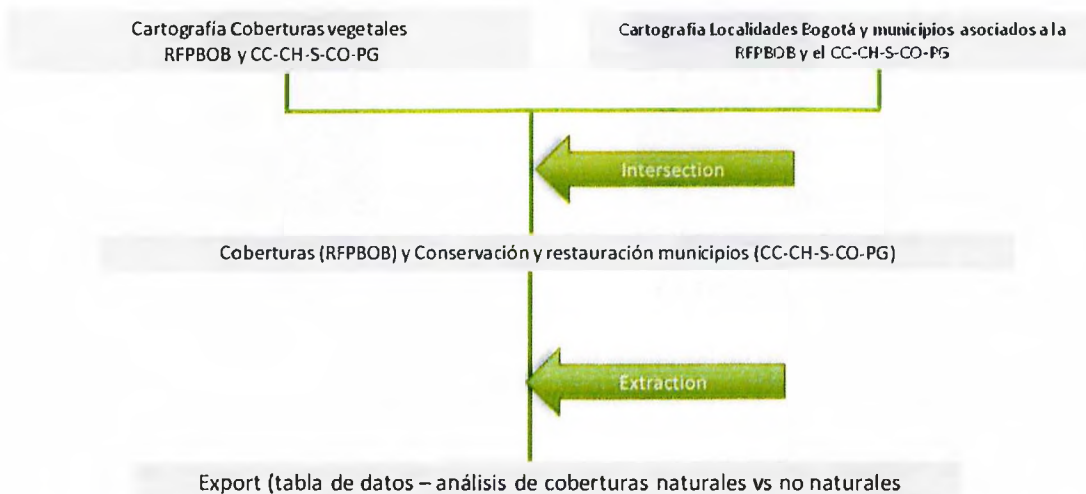 Cartografía Coberturas vegetales
RFPBOB y CC-CH-S-CO-PG
Cartografía Localidades Bogotá y municipios asociados a la
RFPBOB y el CC-CH-S-CO-PG
Intersection
Coberturas (RFPBOB) y Conservación y restauración municipios (CC-CH-S-CO-PG)
Extraction
Export (tabla de datos – análisis de coberturas naturales vs no naturales